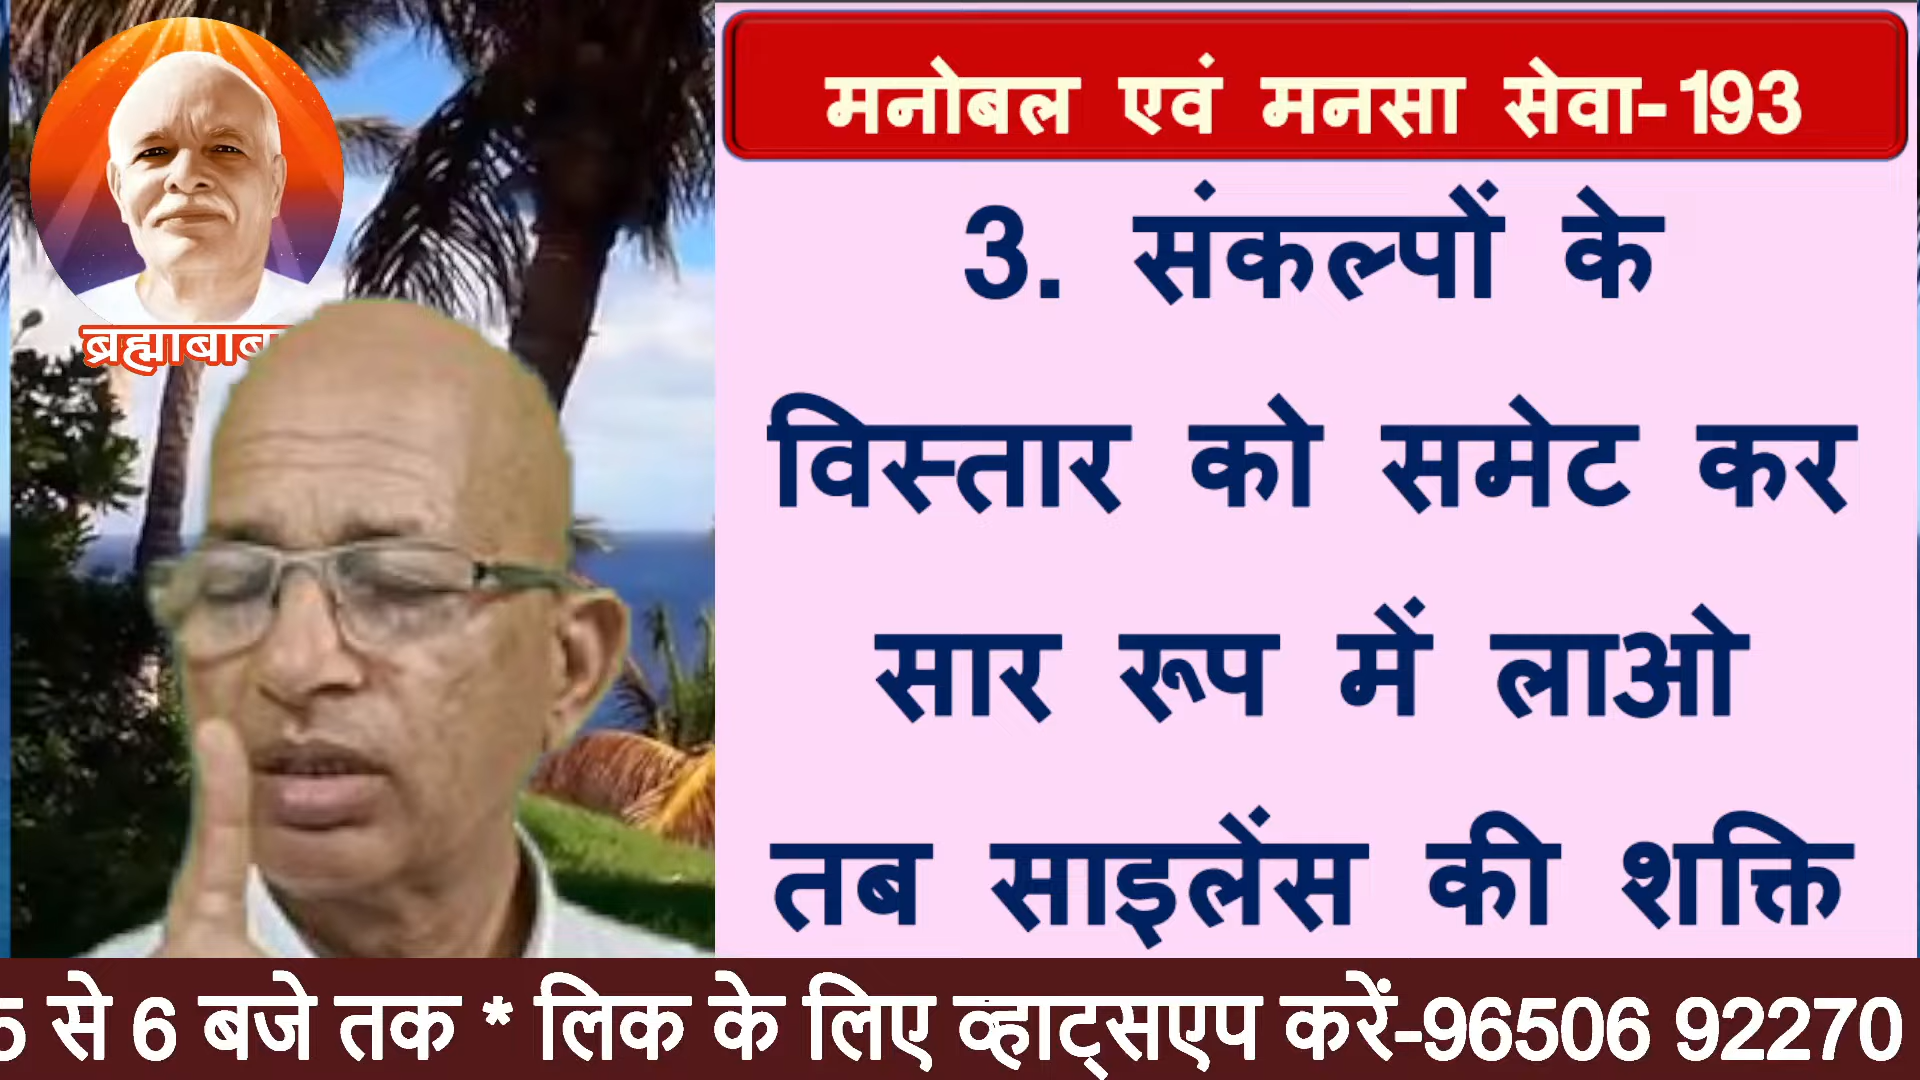 मनोबल एवं मनसा सेवा-193
3. संकल्पों के
विस्तार को समेट कर
सार रूप में लाओ
तब साइलेंस की शक्ति
5 से 6 बजे तक * लिक के लिए व्हाट्सएप करें-96506 92270